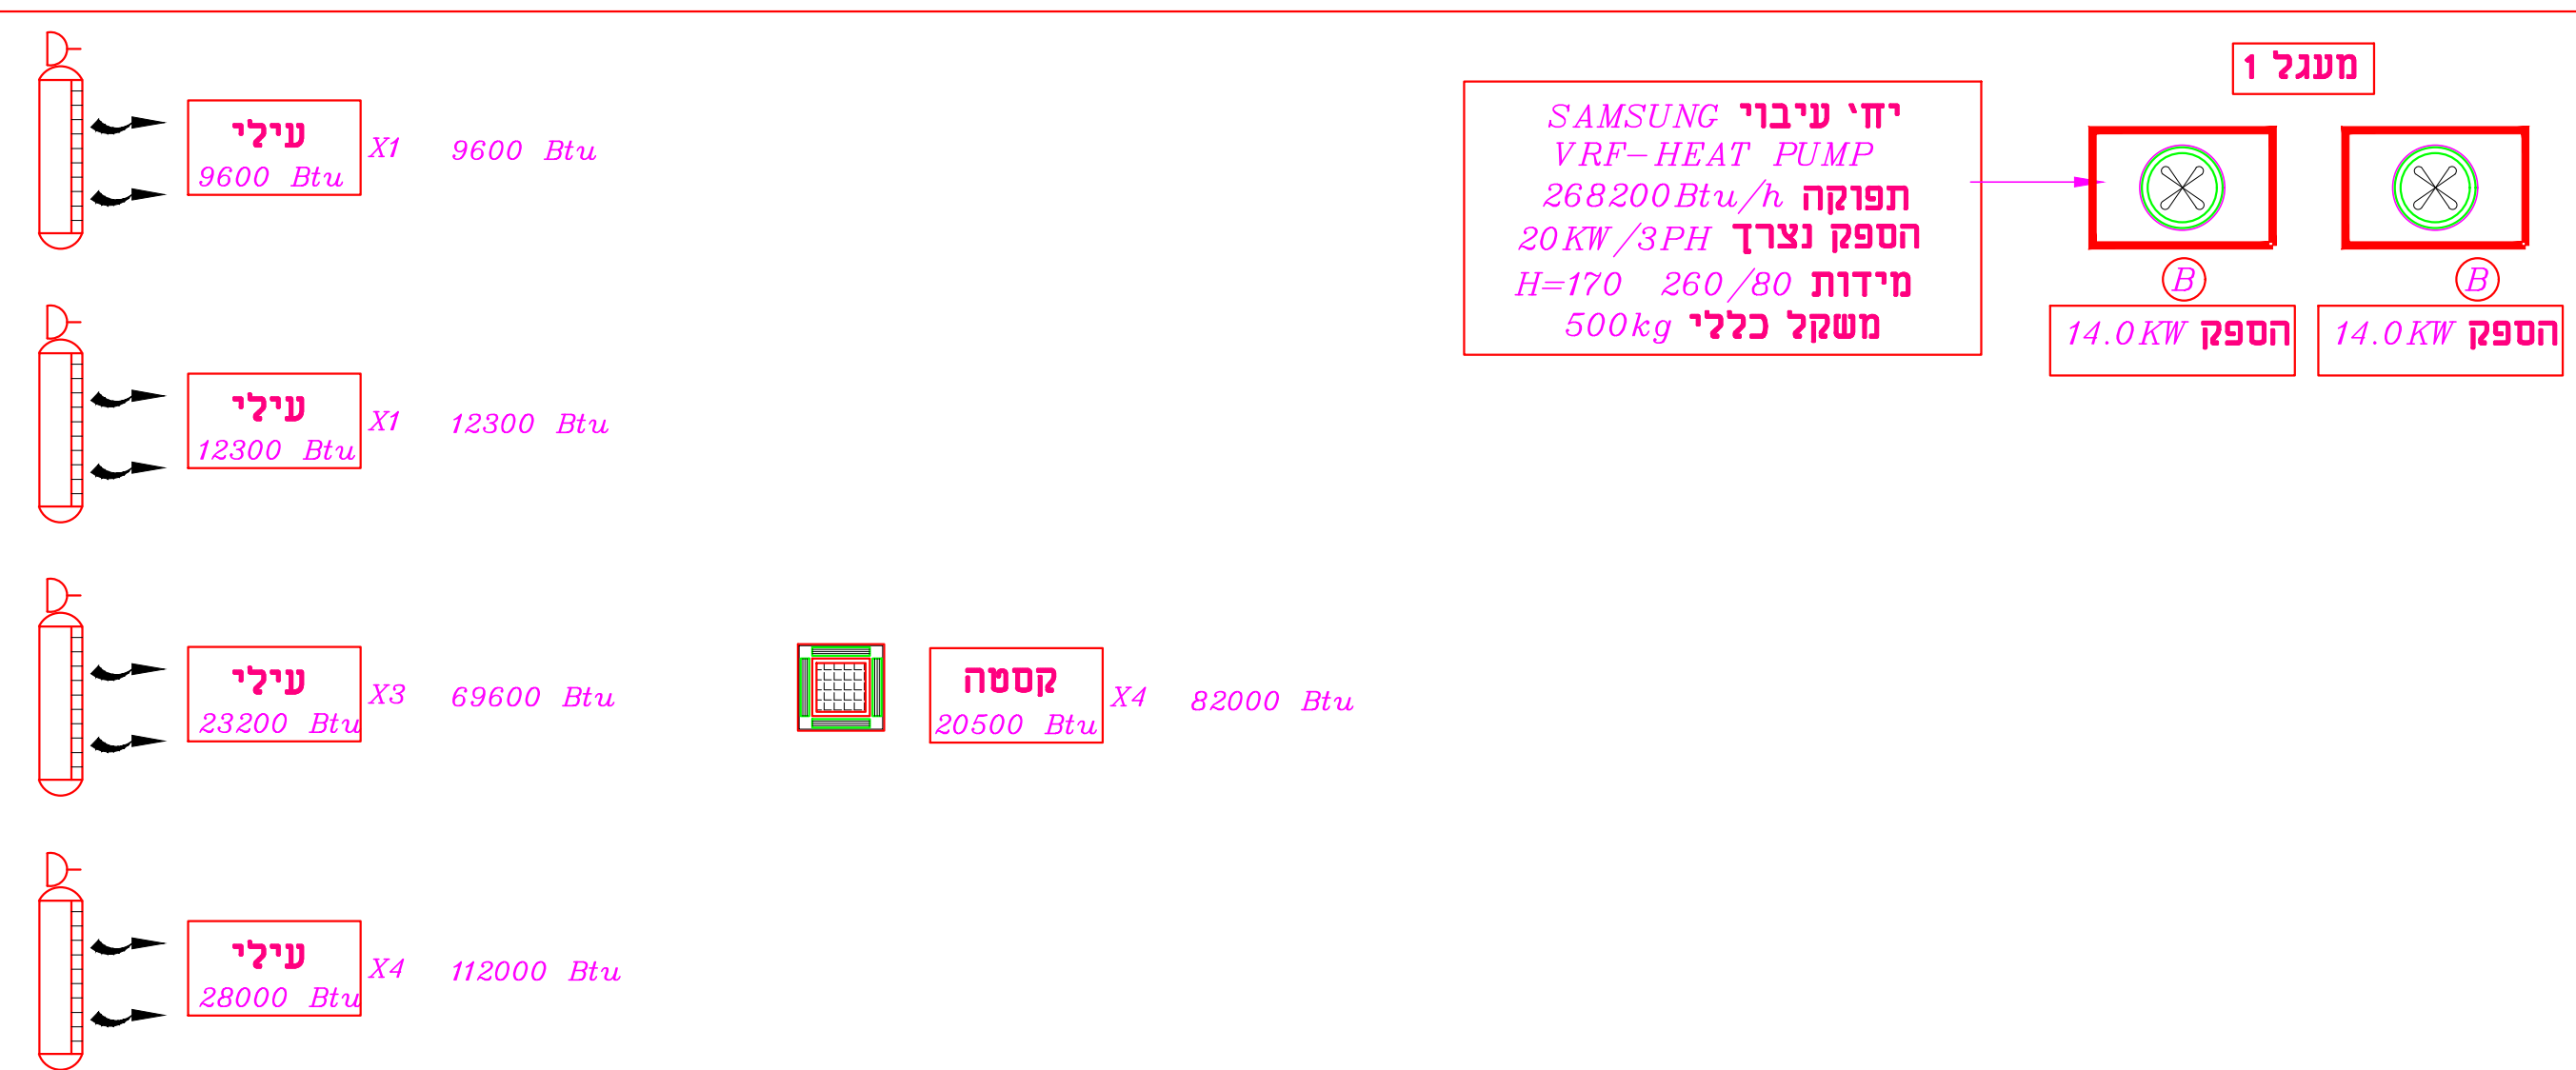 עילי
9600 Btu
X1
9600 Btu
עילי
12300 Btu
X1
12300 Btu
עילי
23200 Btu
X3
69600 Btu
קסטה
20500 Btu
X4
82000 Btu
עילי
28000 Btu
X4
112000 Btu
יח' עיבוי SAMSUNG
VRF-HEAT PUMP
תפוקה 268200Btu/h
הספק נצרך 20KW/3PH
מידות 260/80 H=170
משקל כללי 500kg
מעגל 1
B
הספק 14.0KW
B
הספק 14.0KW